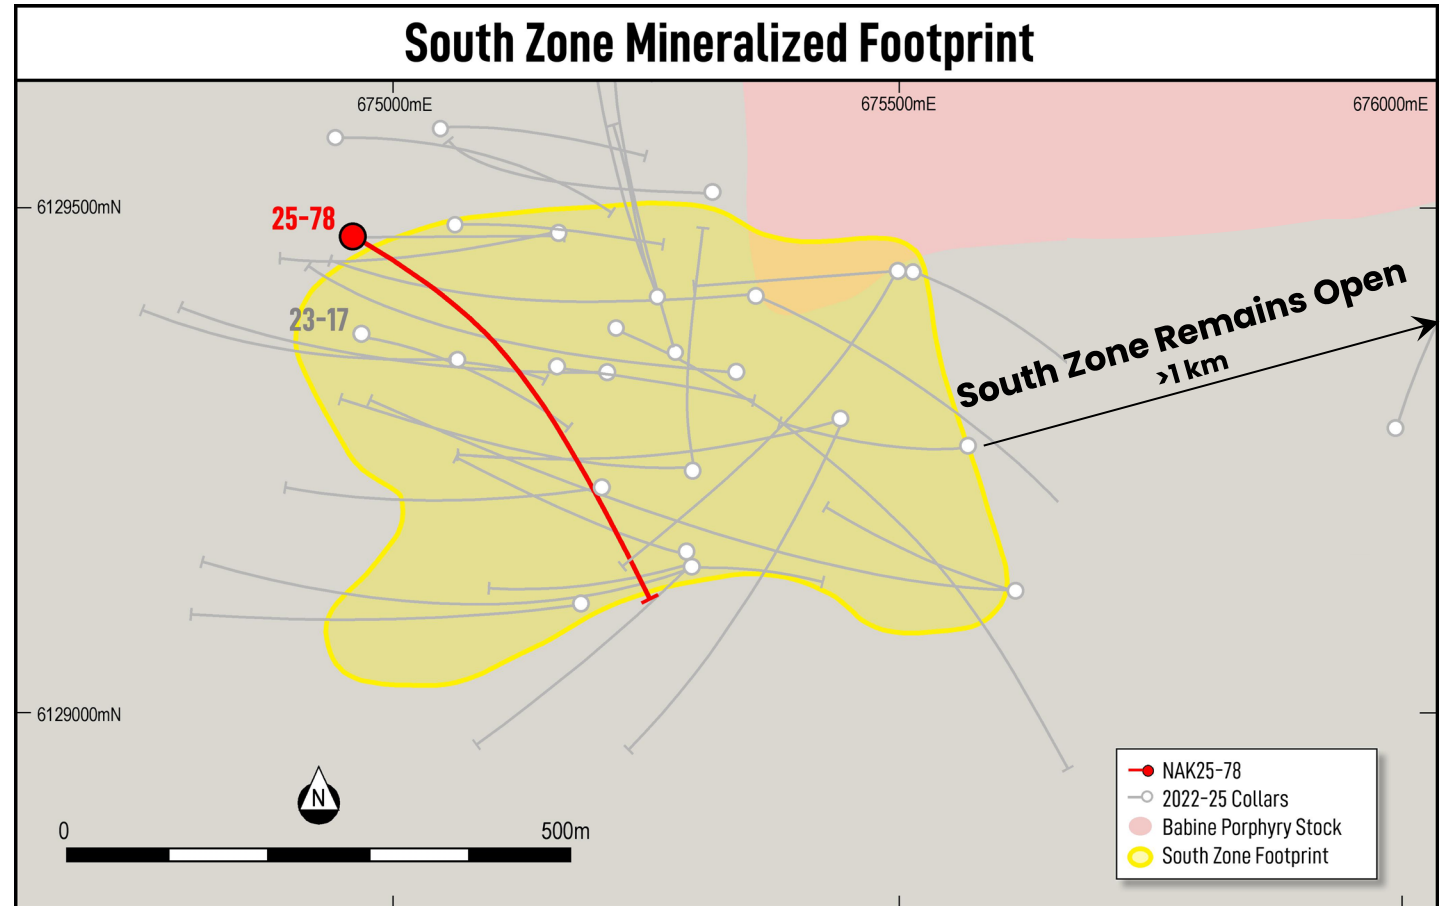 South Zone Mineralized Footprint
675000mE
675500mE
676000mE
6129500mN
25-78
23-17
South Zone Remains Open
>1 km
6129000mN
N
0
500m
NAK25-78
2022-25 Collars
Babine Porphyry Stock
South Zone Footprint